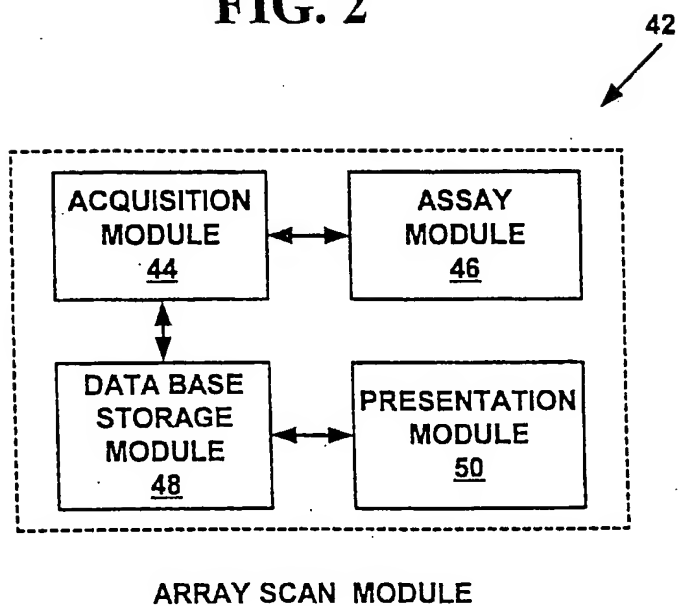 FIG. 2
42
ACQUISITION
MODULE
44
ASSAY
MODULE
46
DATA BASE
STORAGE
MODULE
48
PRESENTATION
MODULE
50
ARRAY SCAN MODULE